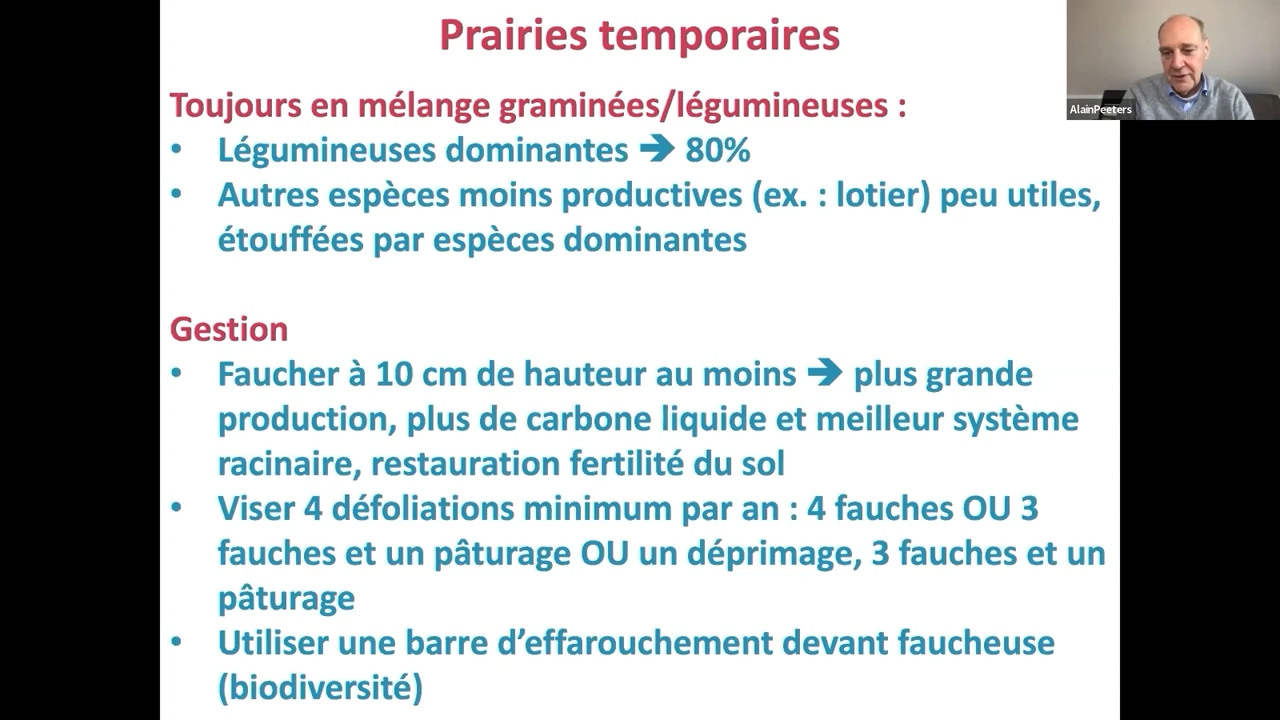 Prairies temporaires
AlainPeeters
Toujours en mélange graminées/légumineuses :
• Légumineuses dominantes ➔ 80%
• Autres espèces moins productives (ex. : lotier) peu utiles,
étouffées par espèces dominantes
Gestion
• Faucher à 10 cm de hauteur au moins ➔ plus grande
production, plus de carbone liquide et meilleur système
racinaire, restauration fertilité du sol
• Viser 4 défoliations minimum par an : 4 fauches OU 3
fauches et un pâturage OU un déprimage, 3 fauches et un
pâturage
• Utiliser une barre d’effarouchement devant faucheuse
(biodiversité)